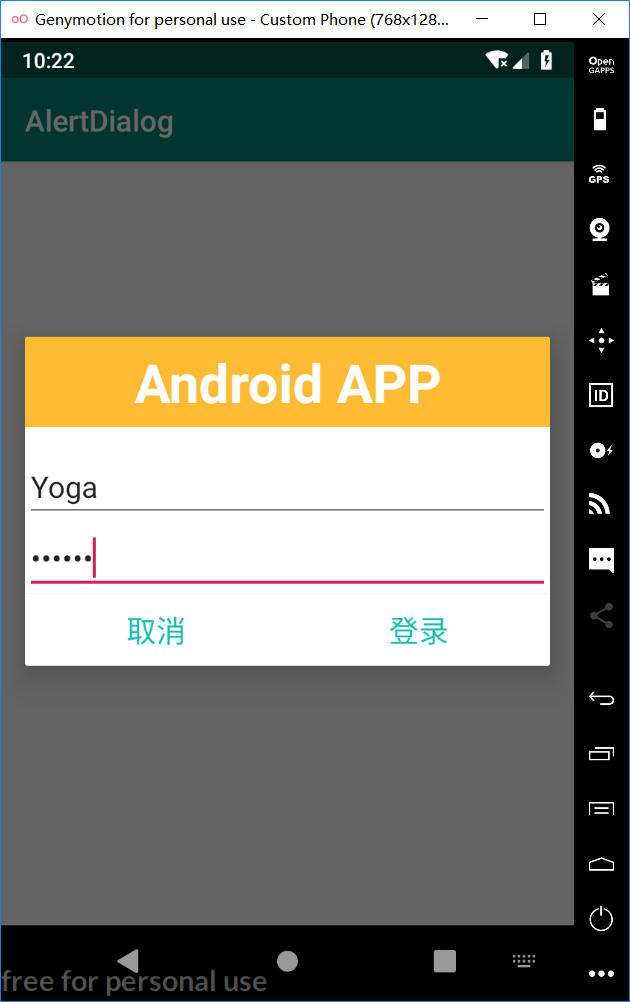 Genymotion for personal use - Custom Phone (768x128...
10:22
Open
GAPPS
AlertDialog
GPS
Android APP
ID
Yoga
••••••
取消
登录
free for personal use